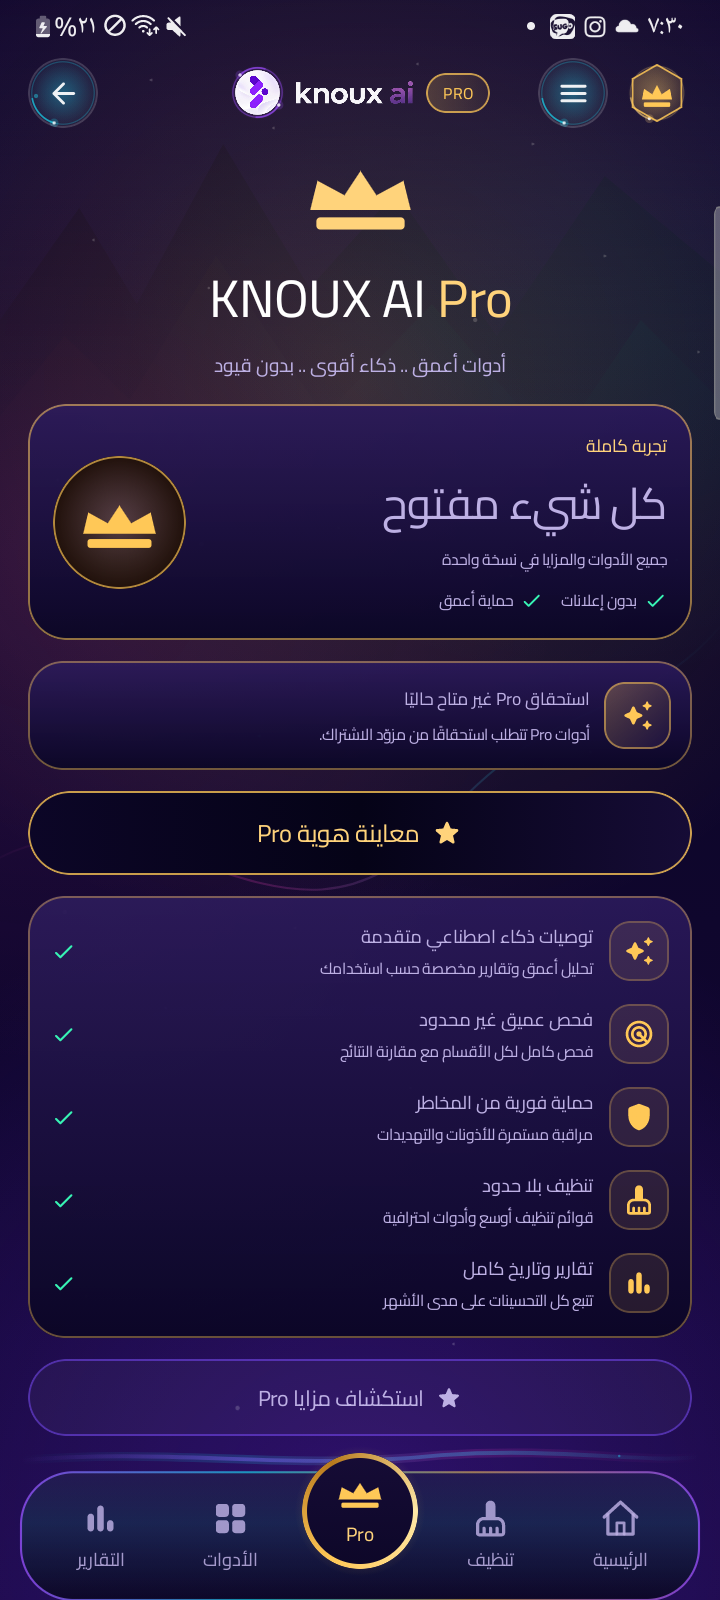 ٧:٣٠
%٢١
knoux ai
PRO
KNOUX AI Pro
أدوات أعمق .. ذكاء أقوى .. بدون قيود
تجربة كاملة
كل شيء مفتوح
جميع الأدوات والمزايا في نسخة واحدة
بدون إعلانات
حماية أعمق
استحقاق Pro غير متاح حاليًا
أدوات Pro تتطلب استحقاقًا من مزوّد الاشتراك.
معاينة هوية Pro
توصيات ذكاء اصطناعي متقدمة
تحليل أعمق وتقارير مخصصة حسب استخدامك
فحص عميق غير محدود
فحص كامل لكل الأقسام مع مقارنة النتائج
حماية فورية من المخاطر
مراقبة مستمرة للأذونات والتهديدات
تنظيف بلا حدود
قوائم تنظيف أوسع وأدوات احترافية
تقارير وتاريخ كامل
تتبع كل التحسينات على مدى الأشهر
استكشاف مزايا Pro
الرئيسية
تنظيف
Pro
الأدوات
التقارير